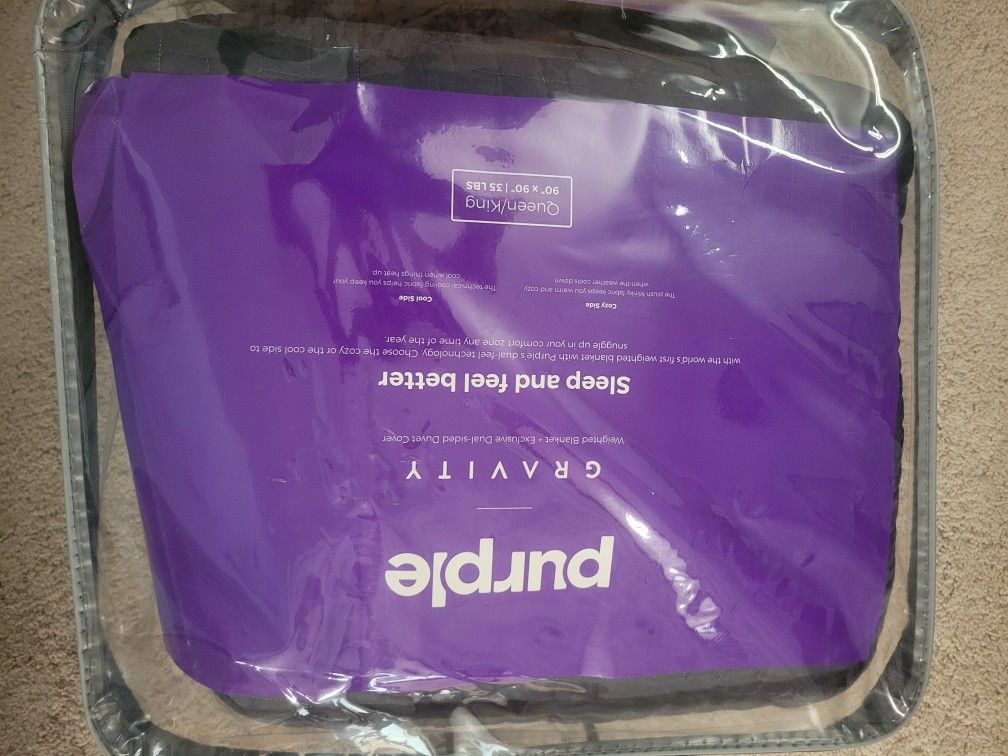 purple
GRAVITY
Weighted Blanket + Exclusive Dual-sided Duvet Cover
Sleep and feel better
with the world's first weighted blanket with Purple's dual-feel technology. Choose the cozy or the cool side to
snuggle up in your comfort zone any time of the year.
Cozy Side
The plush Minky fabric keeps you warm and cozy
when the weather cools down
Cool Side
The technical cooling fabric helps keep your
cool when things heat up.
Queen/King
90" x 90" | 35 LBS